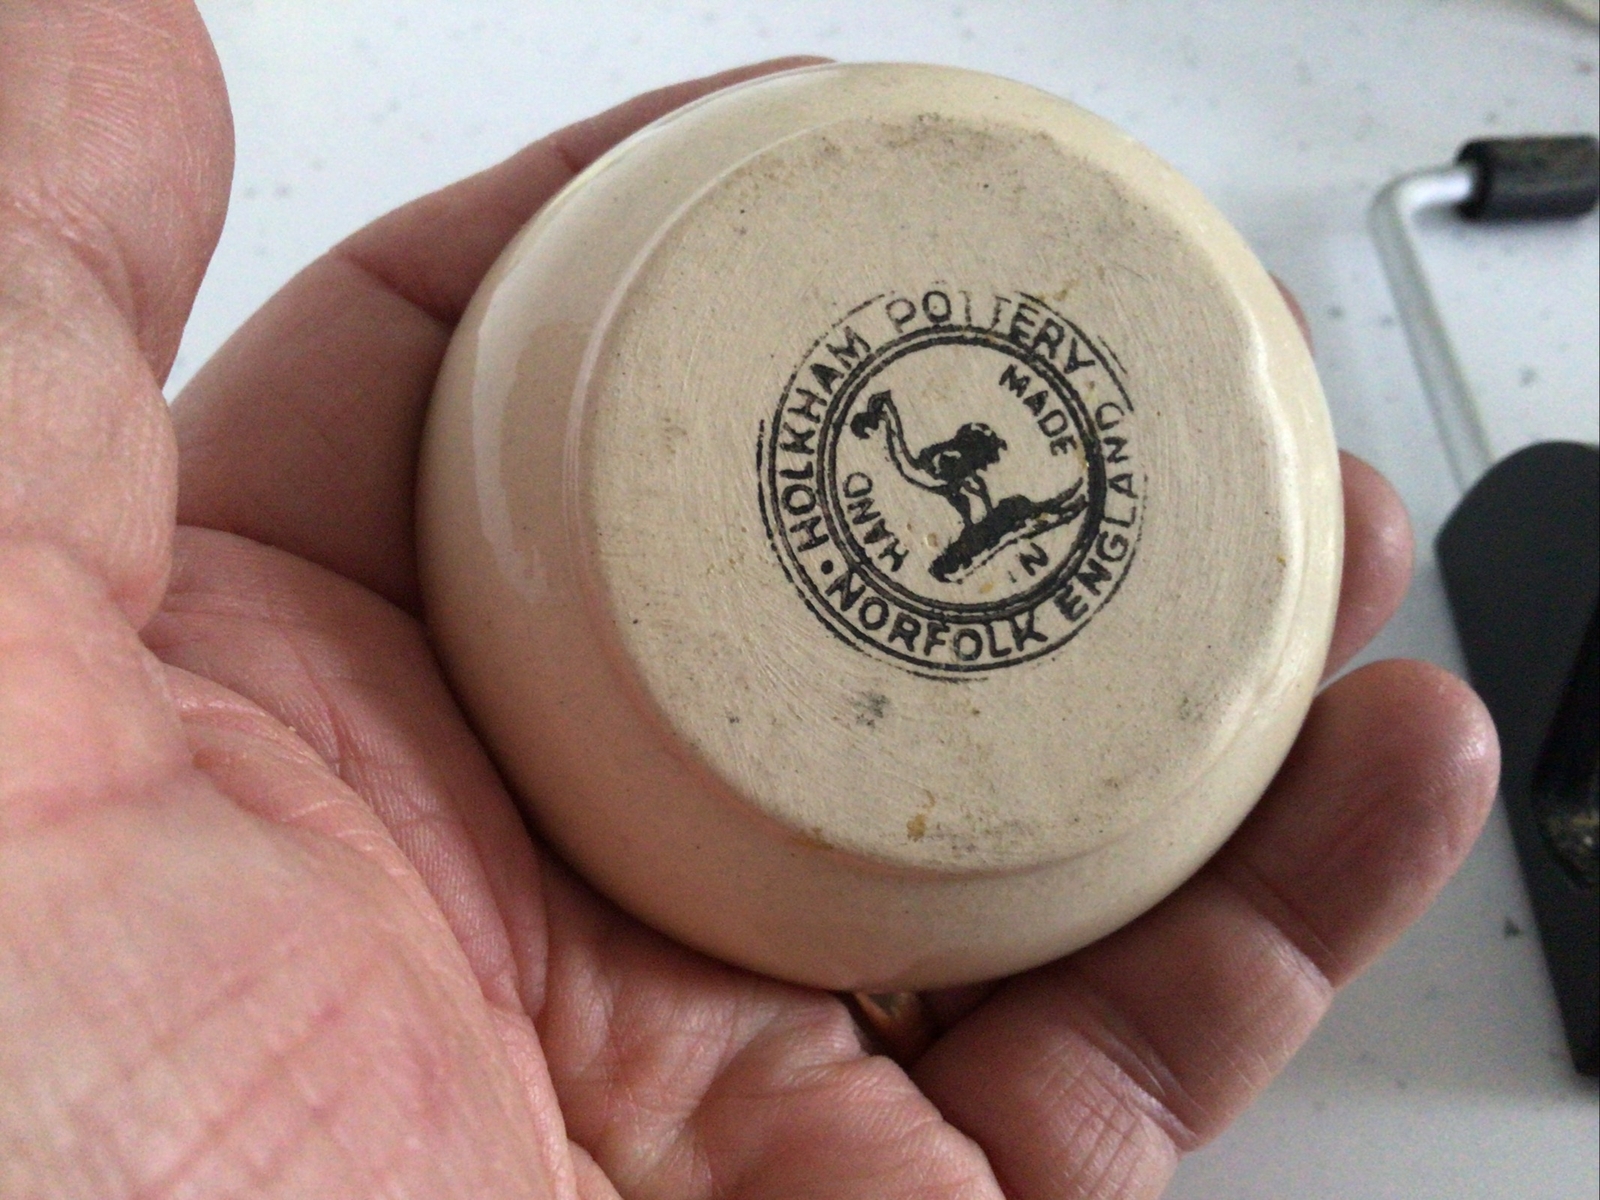 HOLKHAM POTTERY · NORFOLK ENGLAND ·
HAND MADE IN